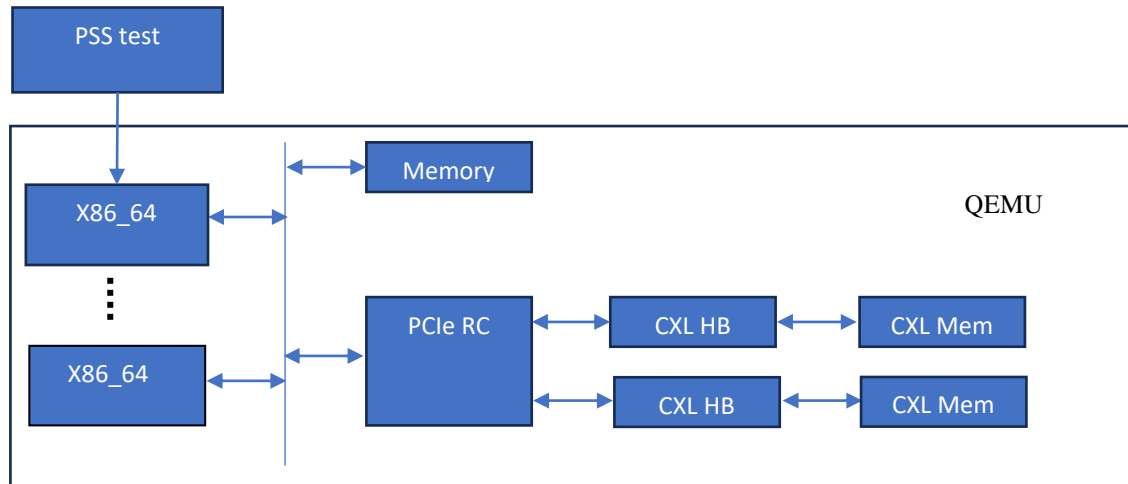 PSS test
Memory
X86_64
QEMU
PCIe RC
CXL HB
CXL Mem
X86_64
CXL HB
CXL Mem